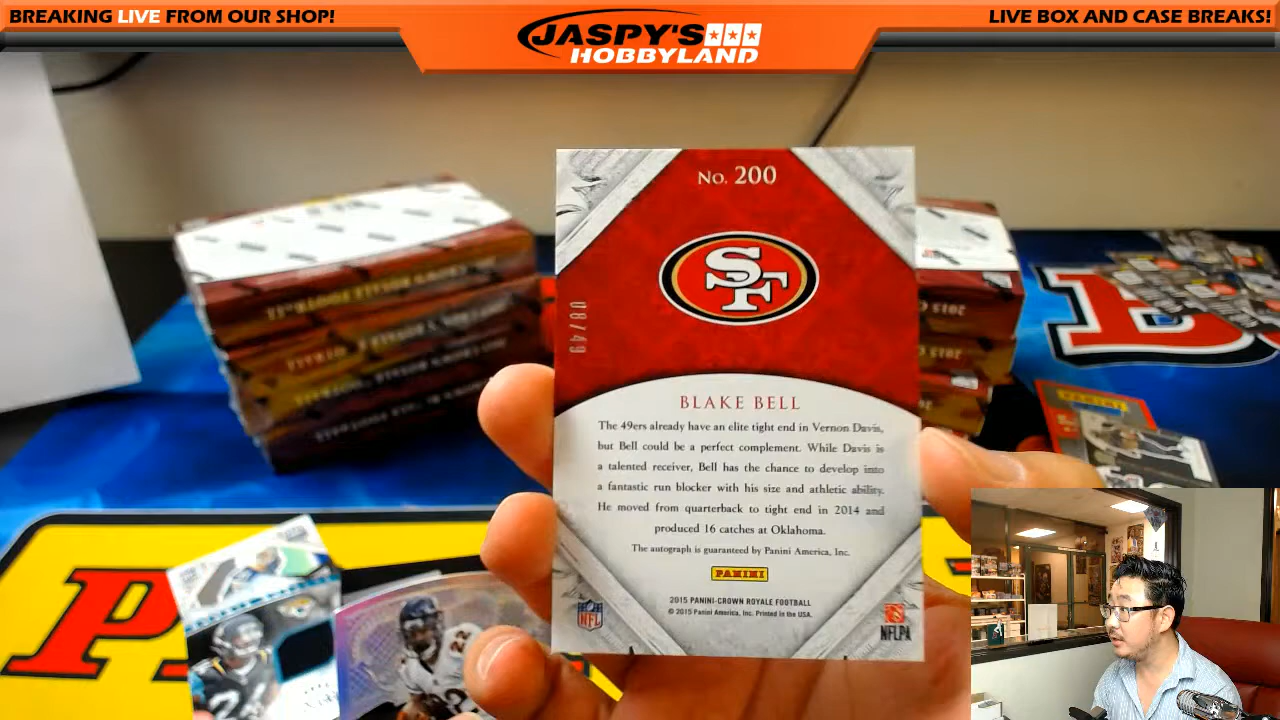 BREAKING LIVE FROM OUR SHOP!
JASPY'S
HOBBYLAND
LIVE BOX AND CASE BREAKS!
No. 200
SF
08/49
BLAKE BELL
The 49ers already have an elite tight end in Vernon Davis,
but Bell could be a perfect complement. While Davis is
a talented receiver, Bell has the chance to develop into
a fantastic run blocker with his size and athletic ability.
He moved from quarterback to tight end in 2014 and
produced 16 catches at Oklahoma.
The autograph is guaranteed by Panini America, Inc.
PANINI
2015 PANINI-CROWN ROYALE FOOTBALL
© 2015 Panini America, Inc. Printed in the USA.
NFL
NFLPA
PANINI
22
24